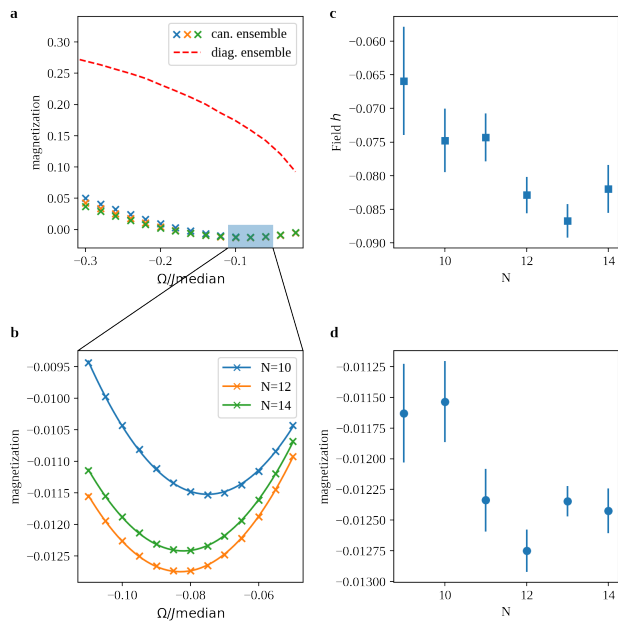 a
can. ensemble
diag. ensemble
0.30
0.25
0.20
0.15
0.10
0.05
0.00
magnetization
−0.3
−0.2
−0.1
Ω/Jmedian
c
−0.060
−0.065
−0.070
−0.075
−0.080
−0.085
−0.090
Field h
10
12
14
N
b
N=10
N=12
N=14
−0.0095
−0.0100
−0.0105
−0.0110
−0.0115
−0.0120
−0.0125
magnetization
−0.10
−0.08
−0.06
Ω/Jmedian
d
−0.01125
−0.01150
−0.01175
−0.01200
−0.01225
−0.01250
−0.01275
−0.01300
magnetization
10
12
14
N